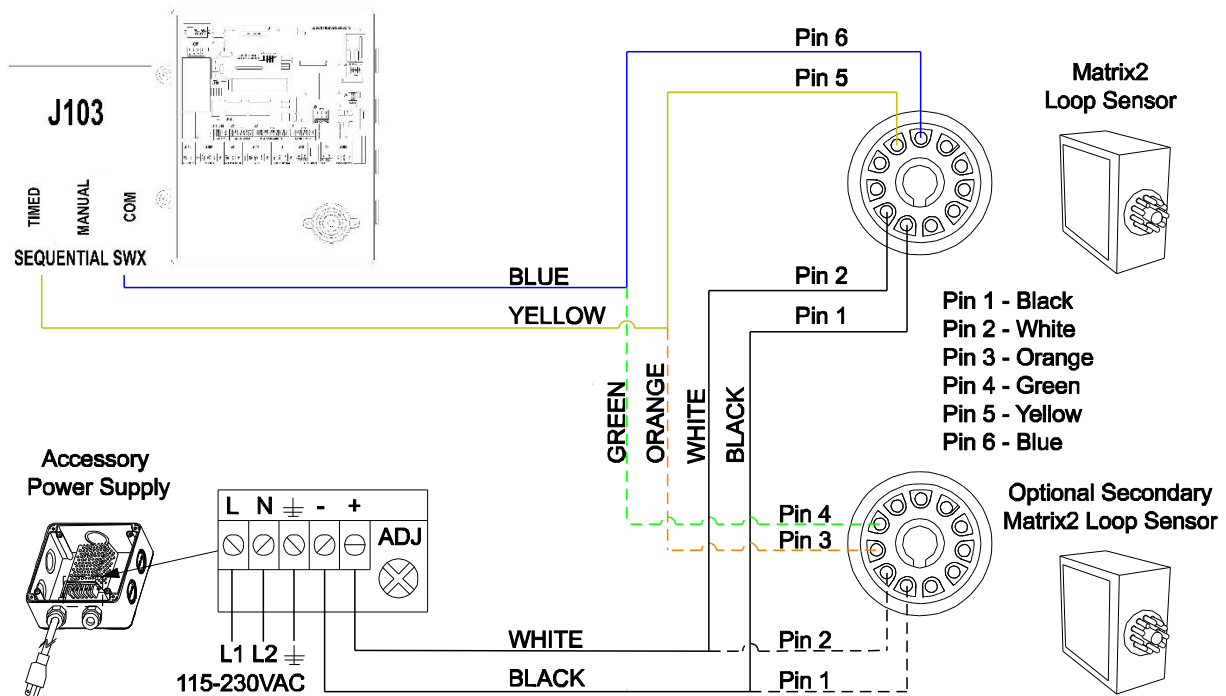 J103
TIMED
MANUAL
COM
SEQUENTIAL SWX
Pin 6
Pin 5
Matrix2
Loop Sensor
BLUE
YELLOW
Pin 2
Pin 1
Pin 1 - Black
Pin 2 - White
Pin 3 - Orange
Pin 4 - Green
Pin 5 - Yellow
Pin 6 - Blue
GREEN
ORANGE
WHITE
BLACK
Accessory
Power Supply
L N - +
ADJ
L1 L2
115-230VAC
Pin 4
Pin 3
Optional Secondary
Matrix2 Loop Sensor
WHITE
Pin 2
BLACK
Pin 1